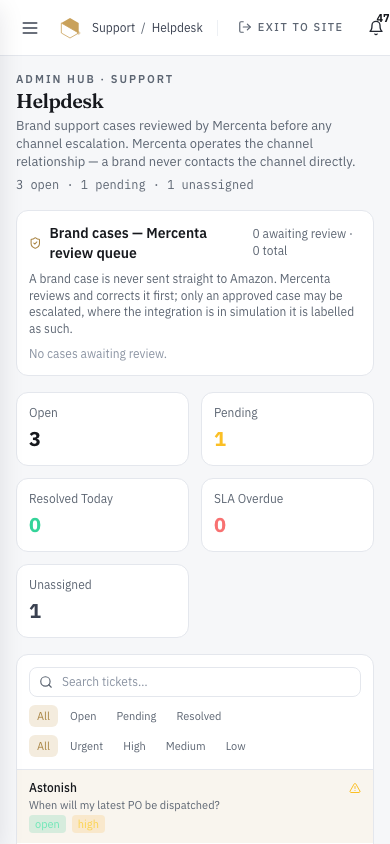 Support / Helpdesk
EXIT TO SITE
47
ADMIN HUB · SUPPORT
Helpdesk
Brand support cases reviewed by Mercenta before any
channel escalation. Mercenta operates the channel
relationship — a brand never contacts the channel directly.
3 open · 1 pending · 1 unassigned
Brand cases — Mercenta
review queue
0 awaiting review ·
0 total
A brand case is never sent straight to Amazon. Mercenta
reviews and corrects it first; only an approved case may be
escalated, where the integration is in simulation it is labelled
as such.
No cases awaiting review.
Open
3
Pending
1
Resolved Today
0
SLA Overdue
0
Unassigned
1
Search tickets...
All Open Pending Resolved
All Urgent High Medium Low
Astonish
When will my latest PO be dispatched?
open high